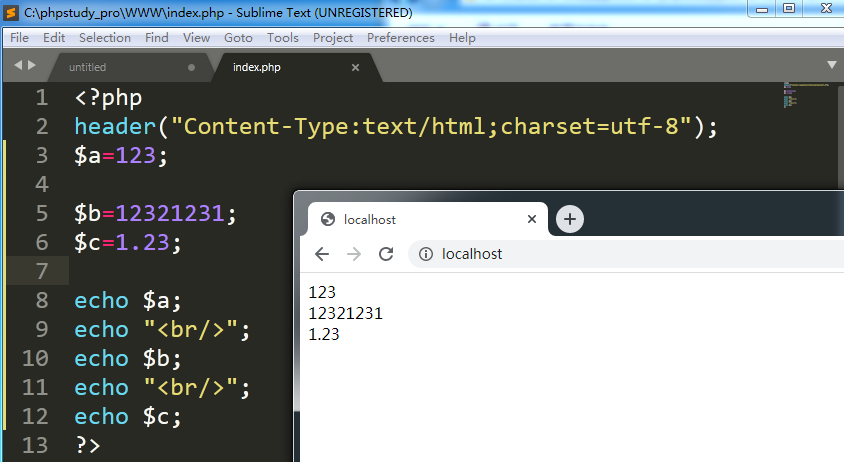 C:\phpstudy_pro\WWW\index.php - Sublime Text (UNREGISTERED)
File Edit Selection Find View Goto Tools Project Preferences Help
untitled index.php
1 <?php
2 header("Content-Type:text/html;charset=utf-8");
3 $a=123;
4
5 $b=12321231;
6 $c=1.23;
7
8 echo $a;
9 echo "<br/>";
10 echo $b;
11 echo "<br/>";
12 echo $c;
13 ?>
localhost
localhost
123
12321231
1.23